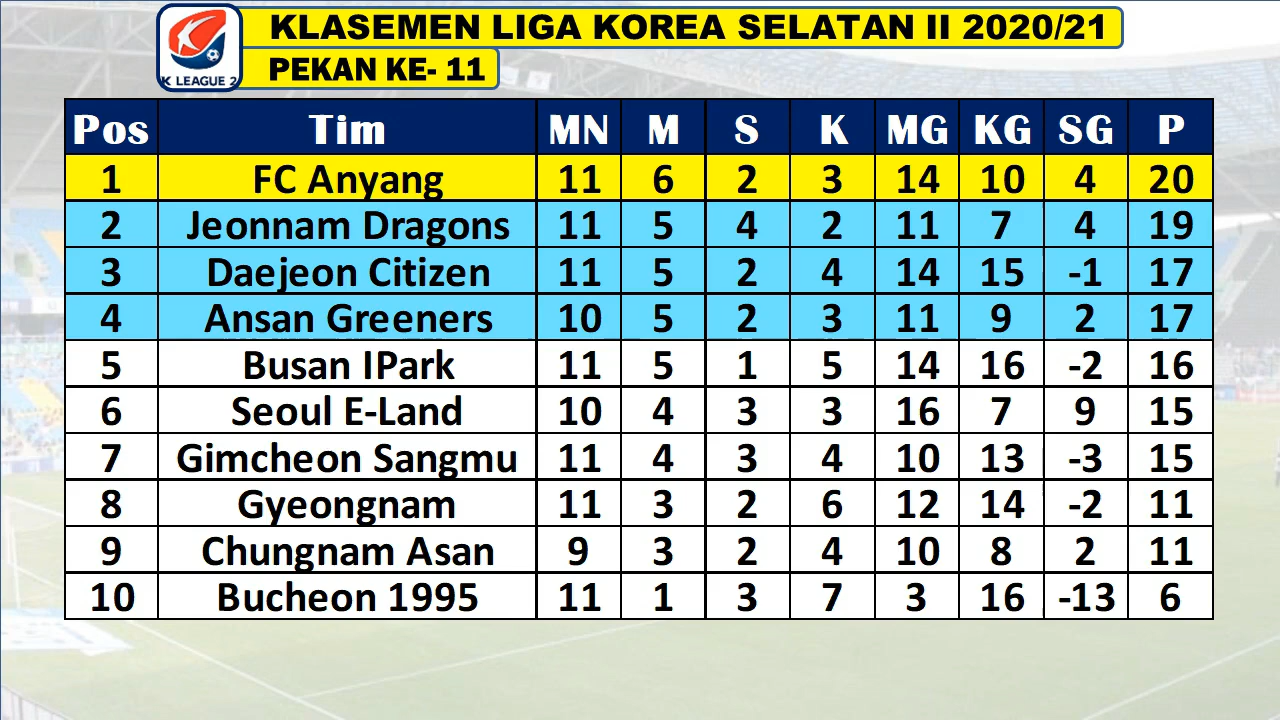 KLASEMEN LIGA KOREA SELATAN II 2020/21
K LEAGUE 2
PEKAN KE- 11
Pos Tim MN M S K MG KG SG P
1 FC Anyang 11 6 2 3 14 10 4 20
2 Jeonnam Dragons 11 5 4 2 11 7 4 19
3 Daejeon Citizen 11 5 2 4 14 15 -1 17
4 Ansan Greeners 10 5 2 3 11 9 2 17
5 Busan IPark 11 5 1 5 14 16 -2 16
6 Seoul E-Land 10 4 3 3 16 7 9 15
7 Gimcheon Sangmu 11 4 3 4 10 13 -3 15
8 Gyeongnam 11 3 2 6 12 14 -2 11
9 Chungnam Asan 9 3 2 4 10 8 2 11
10 Bucheon 1995 11 1 3 7 3 16 -13 6